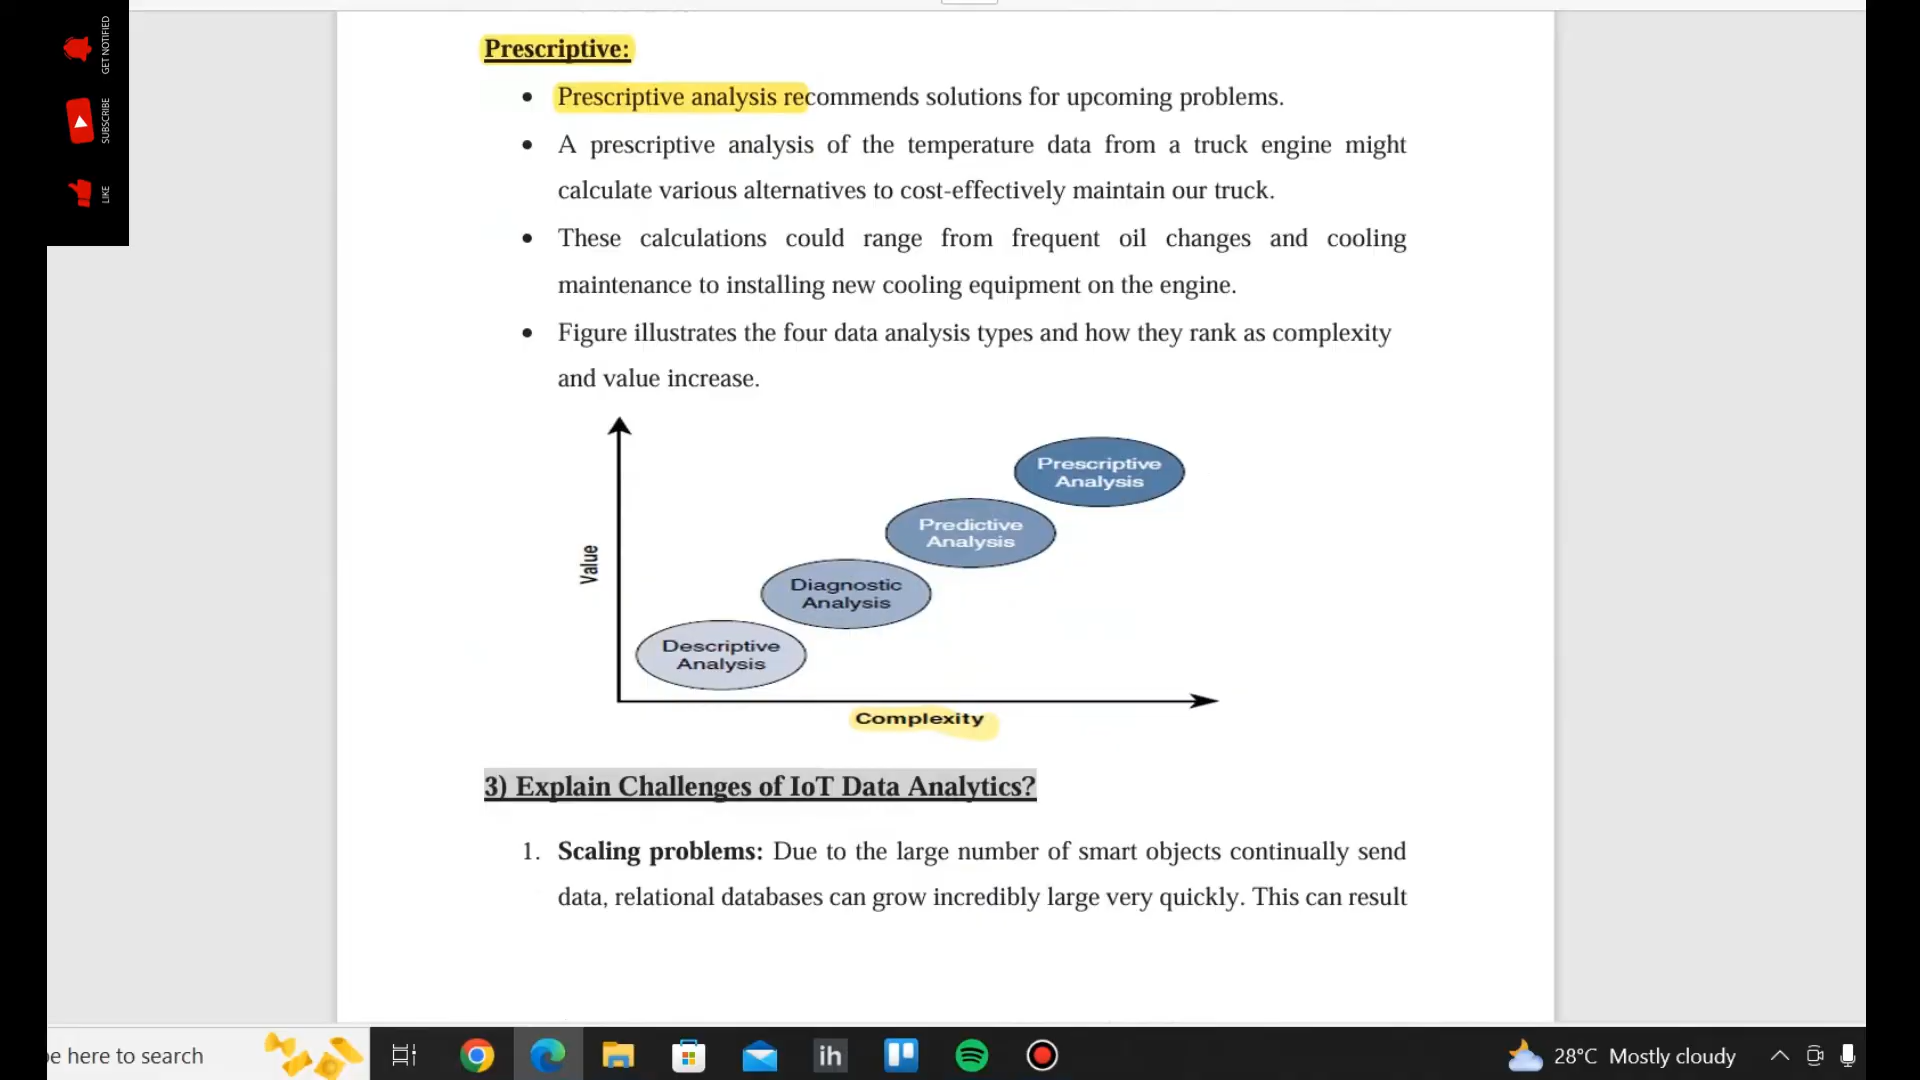 GET NOTIFIED
SUBSCRIBE
LIKE
Prescriptive:
• Prescriptive analysis recommends solutions for upcoming problems.
• A prescriptive analysis of the temperature data from a truck engine might
calculate various alternatives to cost-effectively maintain our truck.
• These calculations could range from frequent oil changes and cooling
maintenance to installing new cooling equipment on the engine.
• Figure illustrates the four data analysis types and how they rank as complexity
and value increase.
Value
Prescriptive
Analysis
Predictive
Analysis
Diagnostic
Analysis
Descriptive
Analysis
Complexity
3) Explain Challenges of IoT Data Analytics?
1. Scaling problems: Due to the large number of smart objects continually send
data, relational databases can grow incredibly large very quickly. This can result
e here to search
ih
28°C Mostly cloudy